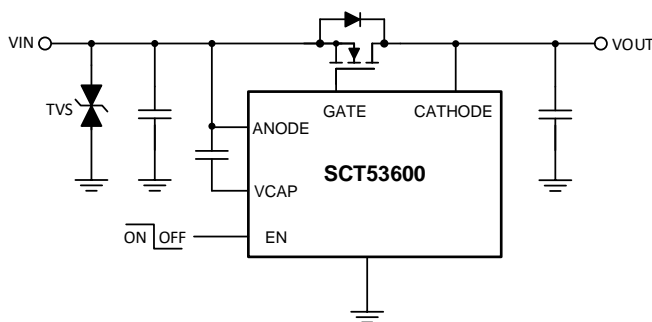 VIN
VOUT
TVS
GATE
CATHODE
ANODE
SCT53600
VCAP
ON OFF
EN